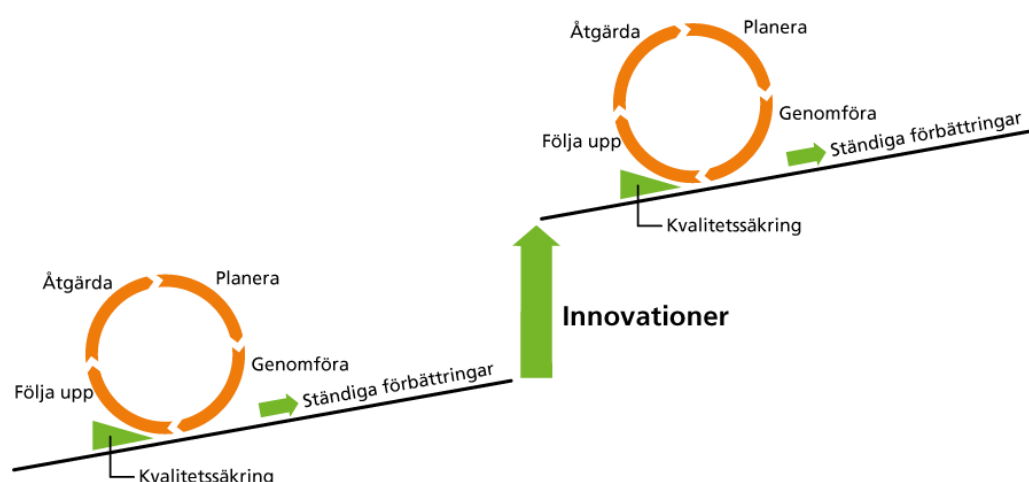 Åtgärda
Planera
Genomföra
Följa upp
Ständiga förbättringar
Kvalitetssäkring
Innovationer
Åtgärda
Planera
Genomföra
Följa upp
Ständiga förbättringar
Kvalitetssäkring